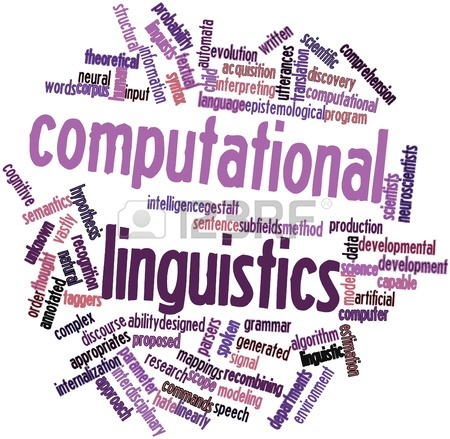 probability
automata
written
structural
linguists
textual
evolution
scientific
comprehension
theoretical
information
child
acquisition
utterances
translation
discovery
neural
human
syntax
interpreting
computational
words
corpus
input
language
epistemological
program
computational
scientists
neuroscientists
cognitive
hypothesis
intelligence
gestalt
semantics
sentence
subfields
method
production
unknown
vastly
data
developmental
order
thought
natural
recognition
linguistics
science
development
annotated
taggers
model
capable
artificial
computer
complex
discourse
ability
designed
parsers
spoken
grammar
algorithm
estimation
appropriates
proposed
mappings
generated
linguistic
internalization
parameter
research
scope
signal
recombining
approach
interdisciplinary
hate
linearly
commands
modeling
speech
departments
environment
123RF